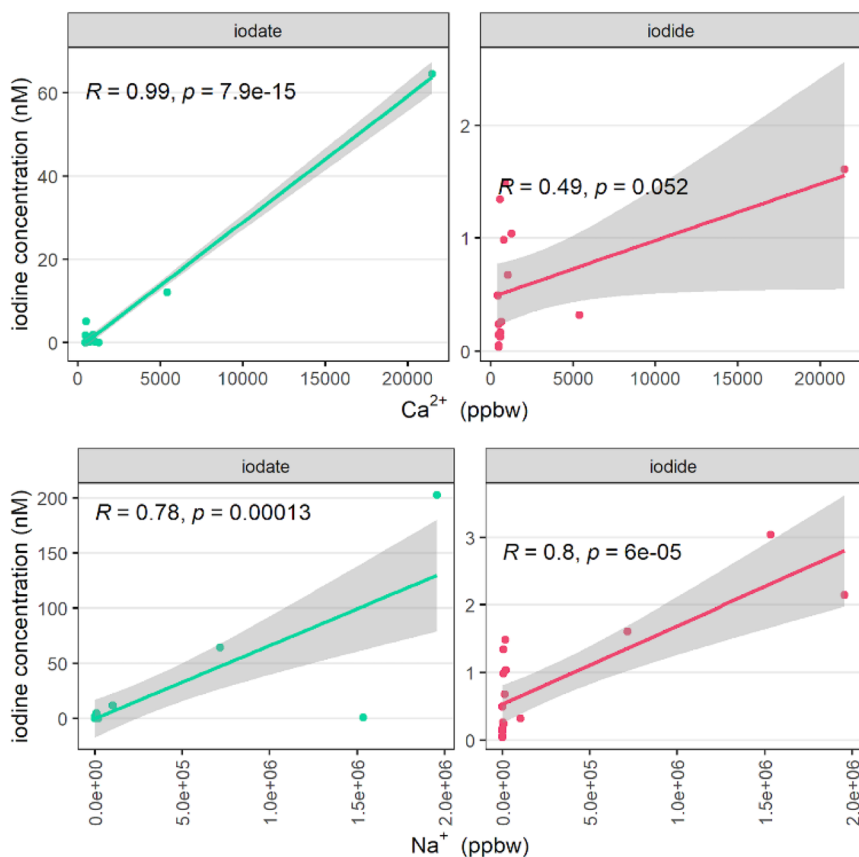 iodate iodide
iodine concentration (nM)
R = 0.99, p = 7.9e-15
R = 0.49, p = 0.052
60
40
20
0
2
1
0
0 5000 10000 15000 20000
0 5000 10000 15000 20000
Ca²⁺ (ppbw)
iodate iodide
iodine concentration (nM)
R = 0.78, p = 0.00013
R = 0.8, p = 6e-05
200
150
100
50
0
3
2
1
0
0.0e+00 5.0e+05 1.0e+06 1.5e+06 2.0e+06
0.0e+00 5.0e+05 1.0e+06 1.5e+06 2.0e+06
Na⁺ (ppbw)